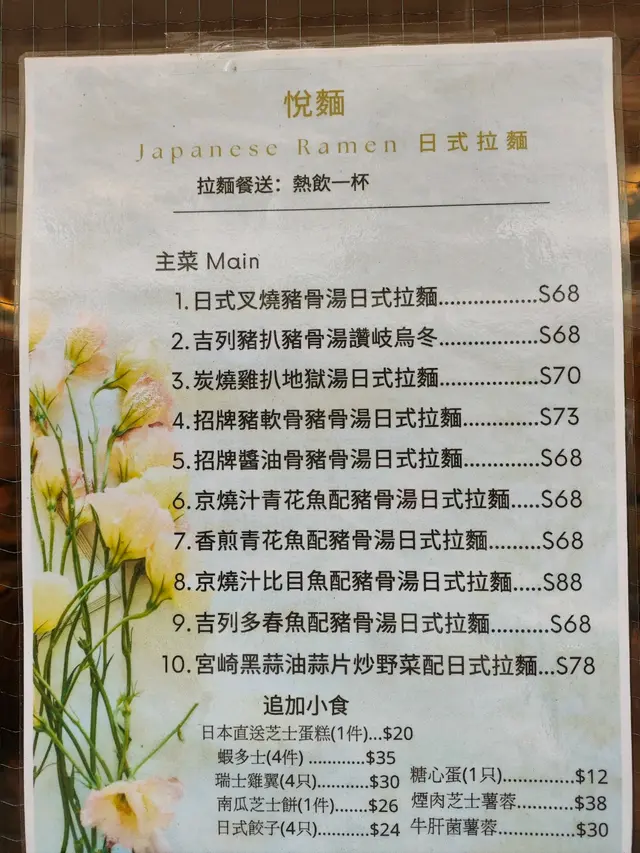 悅麵
Japanese Ramen 日式拉麵
拉麵餐送：熱飲一杯
主菜 Main
1.日式叉燒豬骨湯日式拉麵.................S68
2.吉列豬扒豬骨湯讚岐烏冬.................S68
3.炭燒雞扒地獄湯日式拉麵.................S70
4.招牌豬軟骨豬骨湯日式拉麵.............S73
5.招牌醬油骨豬骨湯日式拉麵.............S68
6.京燒汁青花魚配豬骨湯日式拉麵.....S68
7.香煎青花魚配豬骨湯日式拉麵.........S68
8.京燒汁比目魚配豬骨湯日式拉麵.....S88
9.吉列多春魚配豬骨湯日式拉麵..........S68
10.宮崎黑蒜油蒜片炒野菜配日式拉麵...S78
追加小食
日本直送芝士蛋糕(1件)...$20
蝦多士(4件) ............$35
瑞士雞翼(4只)...........$30
南瓜芝士餅(1件).......$26
日式餃子(4只)...........$24
糖心蛋(1只)..............$12
煙肉芝士薯蓉...........$38
牛肝菌薯蓉...............$30